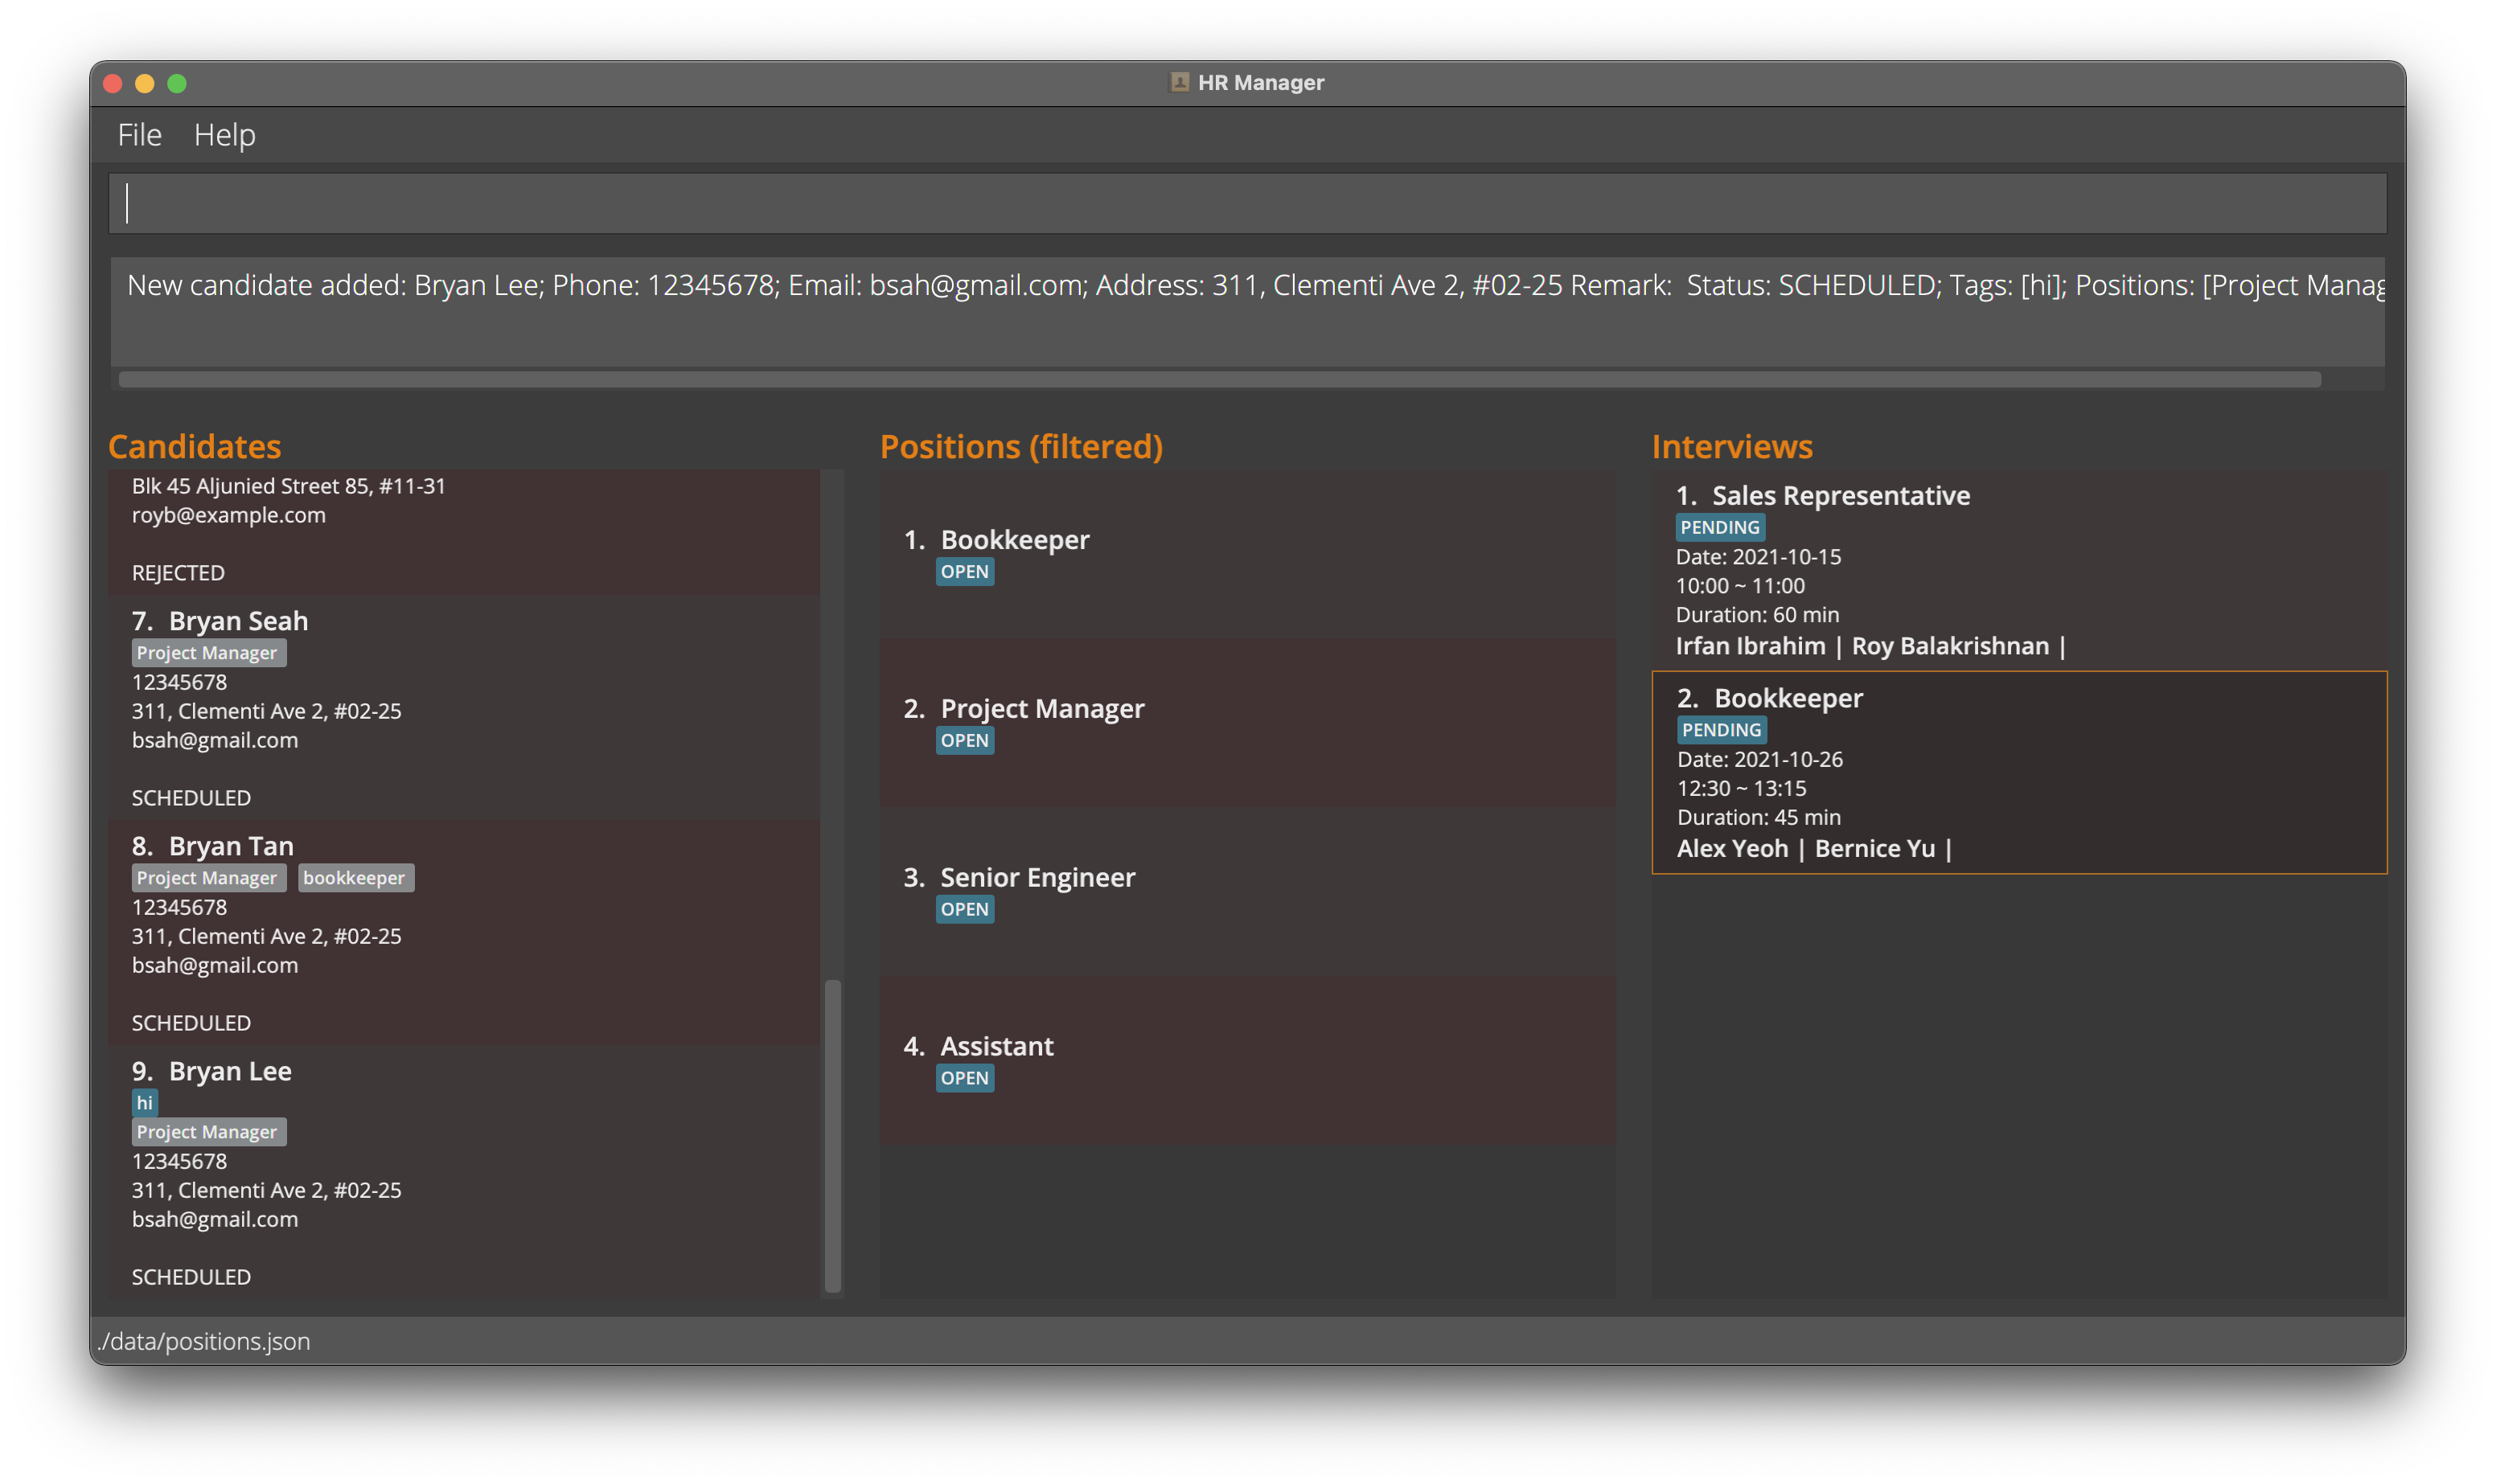 HR Manager
File Help
New candidate added: Bryan Lee; Phone: 12345678; Email: bsah@gmail.com; Address: 311, Clementi Ave 2, #02-25 Remark:  Status: SCHEDULED; Tags: [hi]; Positions: [Project Manag
Candidates
Blk 45 Aljunied Street 85, #11-31
royb@example.com
REJECTED
7. Bryan Seah
Project Manager
12345678
311, Clementi Ave 2, #02-25
bsah@gmail.com
SCHEDULED
8. Bryan Tan
Project Manager bookkeeper
12345678
311, Clementi Ave 2, #02-25
bsah@gmail.com
SCHEDULED
9. Bryan Lee
hi
Project Manager
12345678
311, Clementi Ave 2, #02-25
bsah@gmail.com
SCHEDULED
Positions (filtered)
1. Bookkeeper
OPEN
2. Project Manager
OPEN
3. Senior Engineer
OPEN
4. Assistant
OPEN
Interviews
1. Sales Representative
PENDING
Date: 2021-10-15
10:00 ~ 11:00
Duration: 60 min
Irfan Ibrahim | Roy Balakrishnan |
2. Bookkeeper
PENDING
Date: 2021-10-26
12:30 ~ 13:15
Duration: 45 min
Alex Yeoh | Bernice Yu |
./data/positions.json